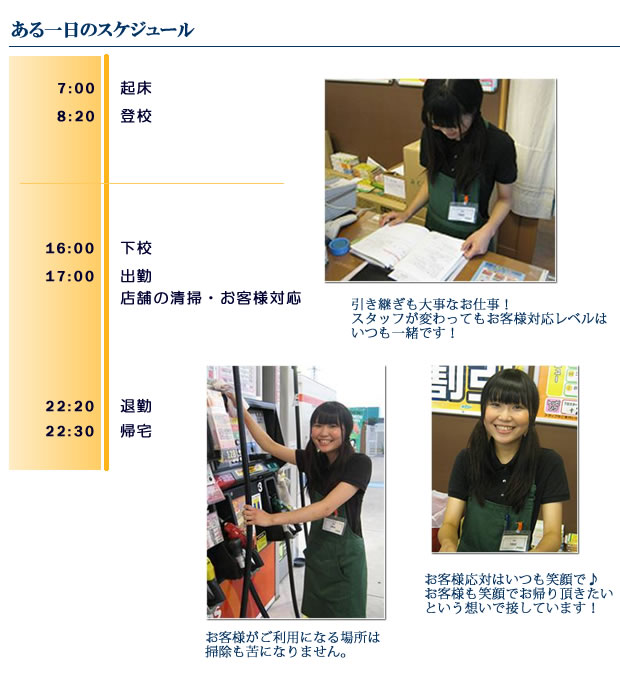 ある一日のスケジュール
7:00 起床
8:20 登校
16:00 下校
17:00 出勤
店舗の清掃・お客様対応
22:20 退勤
22:30 帰宅
引き継ぎも大事なお仕事！
スタッフが変わってもお客様対応レベルは
いつも一緒です！
割引
お客様応対はいつも笑顔で♪
お客様も笑顔でお帰り頂きたい
という想いで接しています！
お客様がご利用になる場所は
掃除も苦になりません。